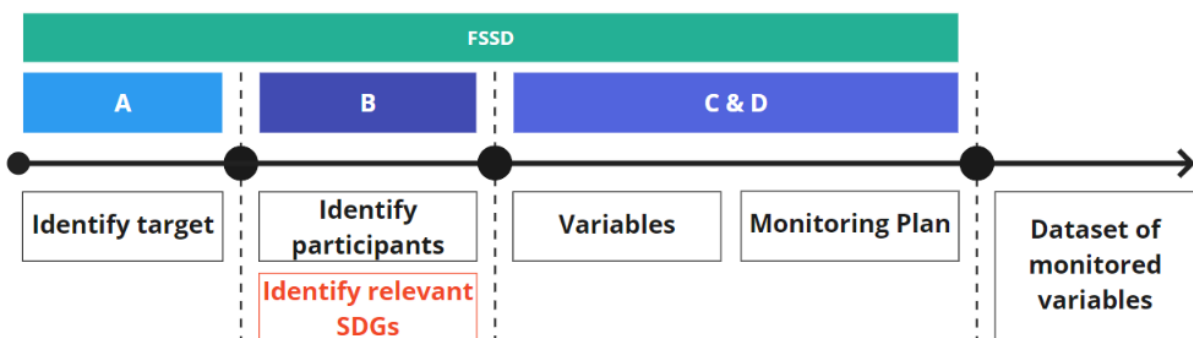 FSSD
A
B
C & D
Identify target
Identify
participants
Identify relevant
SDGs
Variables
Monitoring Plan
Dataset of
monitored
variables